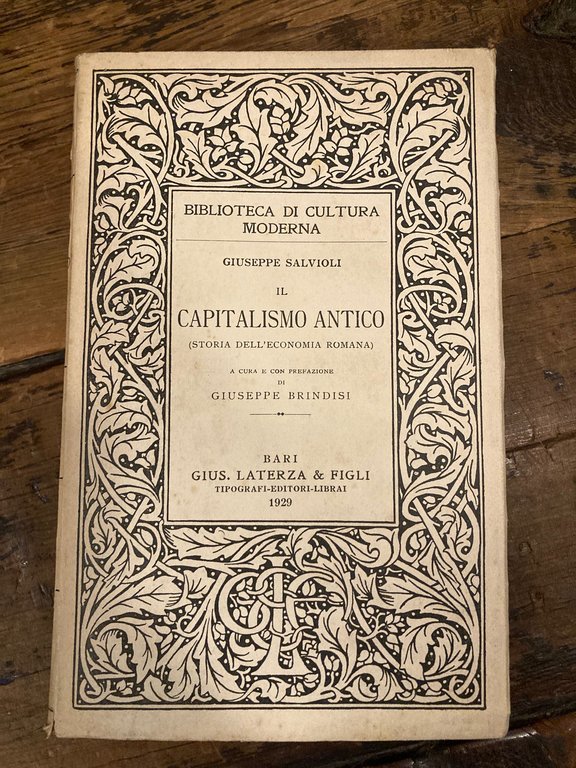 BIBLIOTECA DI CULTURA
MODERNA
GIUSEPPE SALVIOLI
IL
CAPITALISMO ANTICO
(STORIA DELL'ECONOMIA ROMANA)
A CURA E CON PREFAZIONE
DI
GIUSEPPE BRINDISI
BARI
GIUS. LATERZA & FIGLI
TIPOGRAFI-EDITORI-LIBRAI
1929